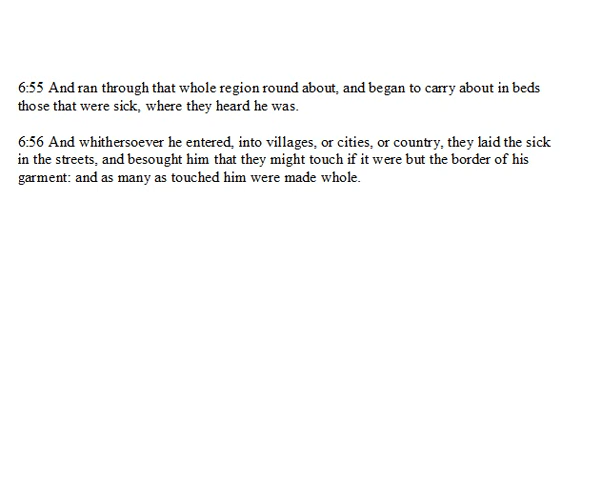 6:55 And ran through that whole region round about, and began to carry about in beds
those that were sick, where they heard he was.
6:56 And whithersoever he entered, into villages, or cities, or country, they laid the sick
in the streets, and besought him that they might touch if it were but the border of his
garment: and as many as touched him were made whole.